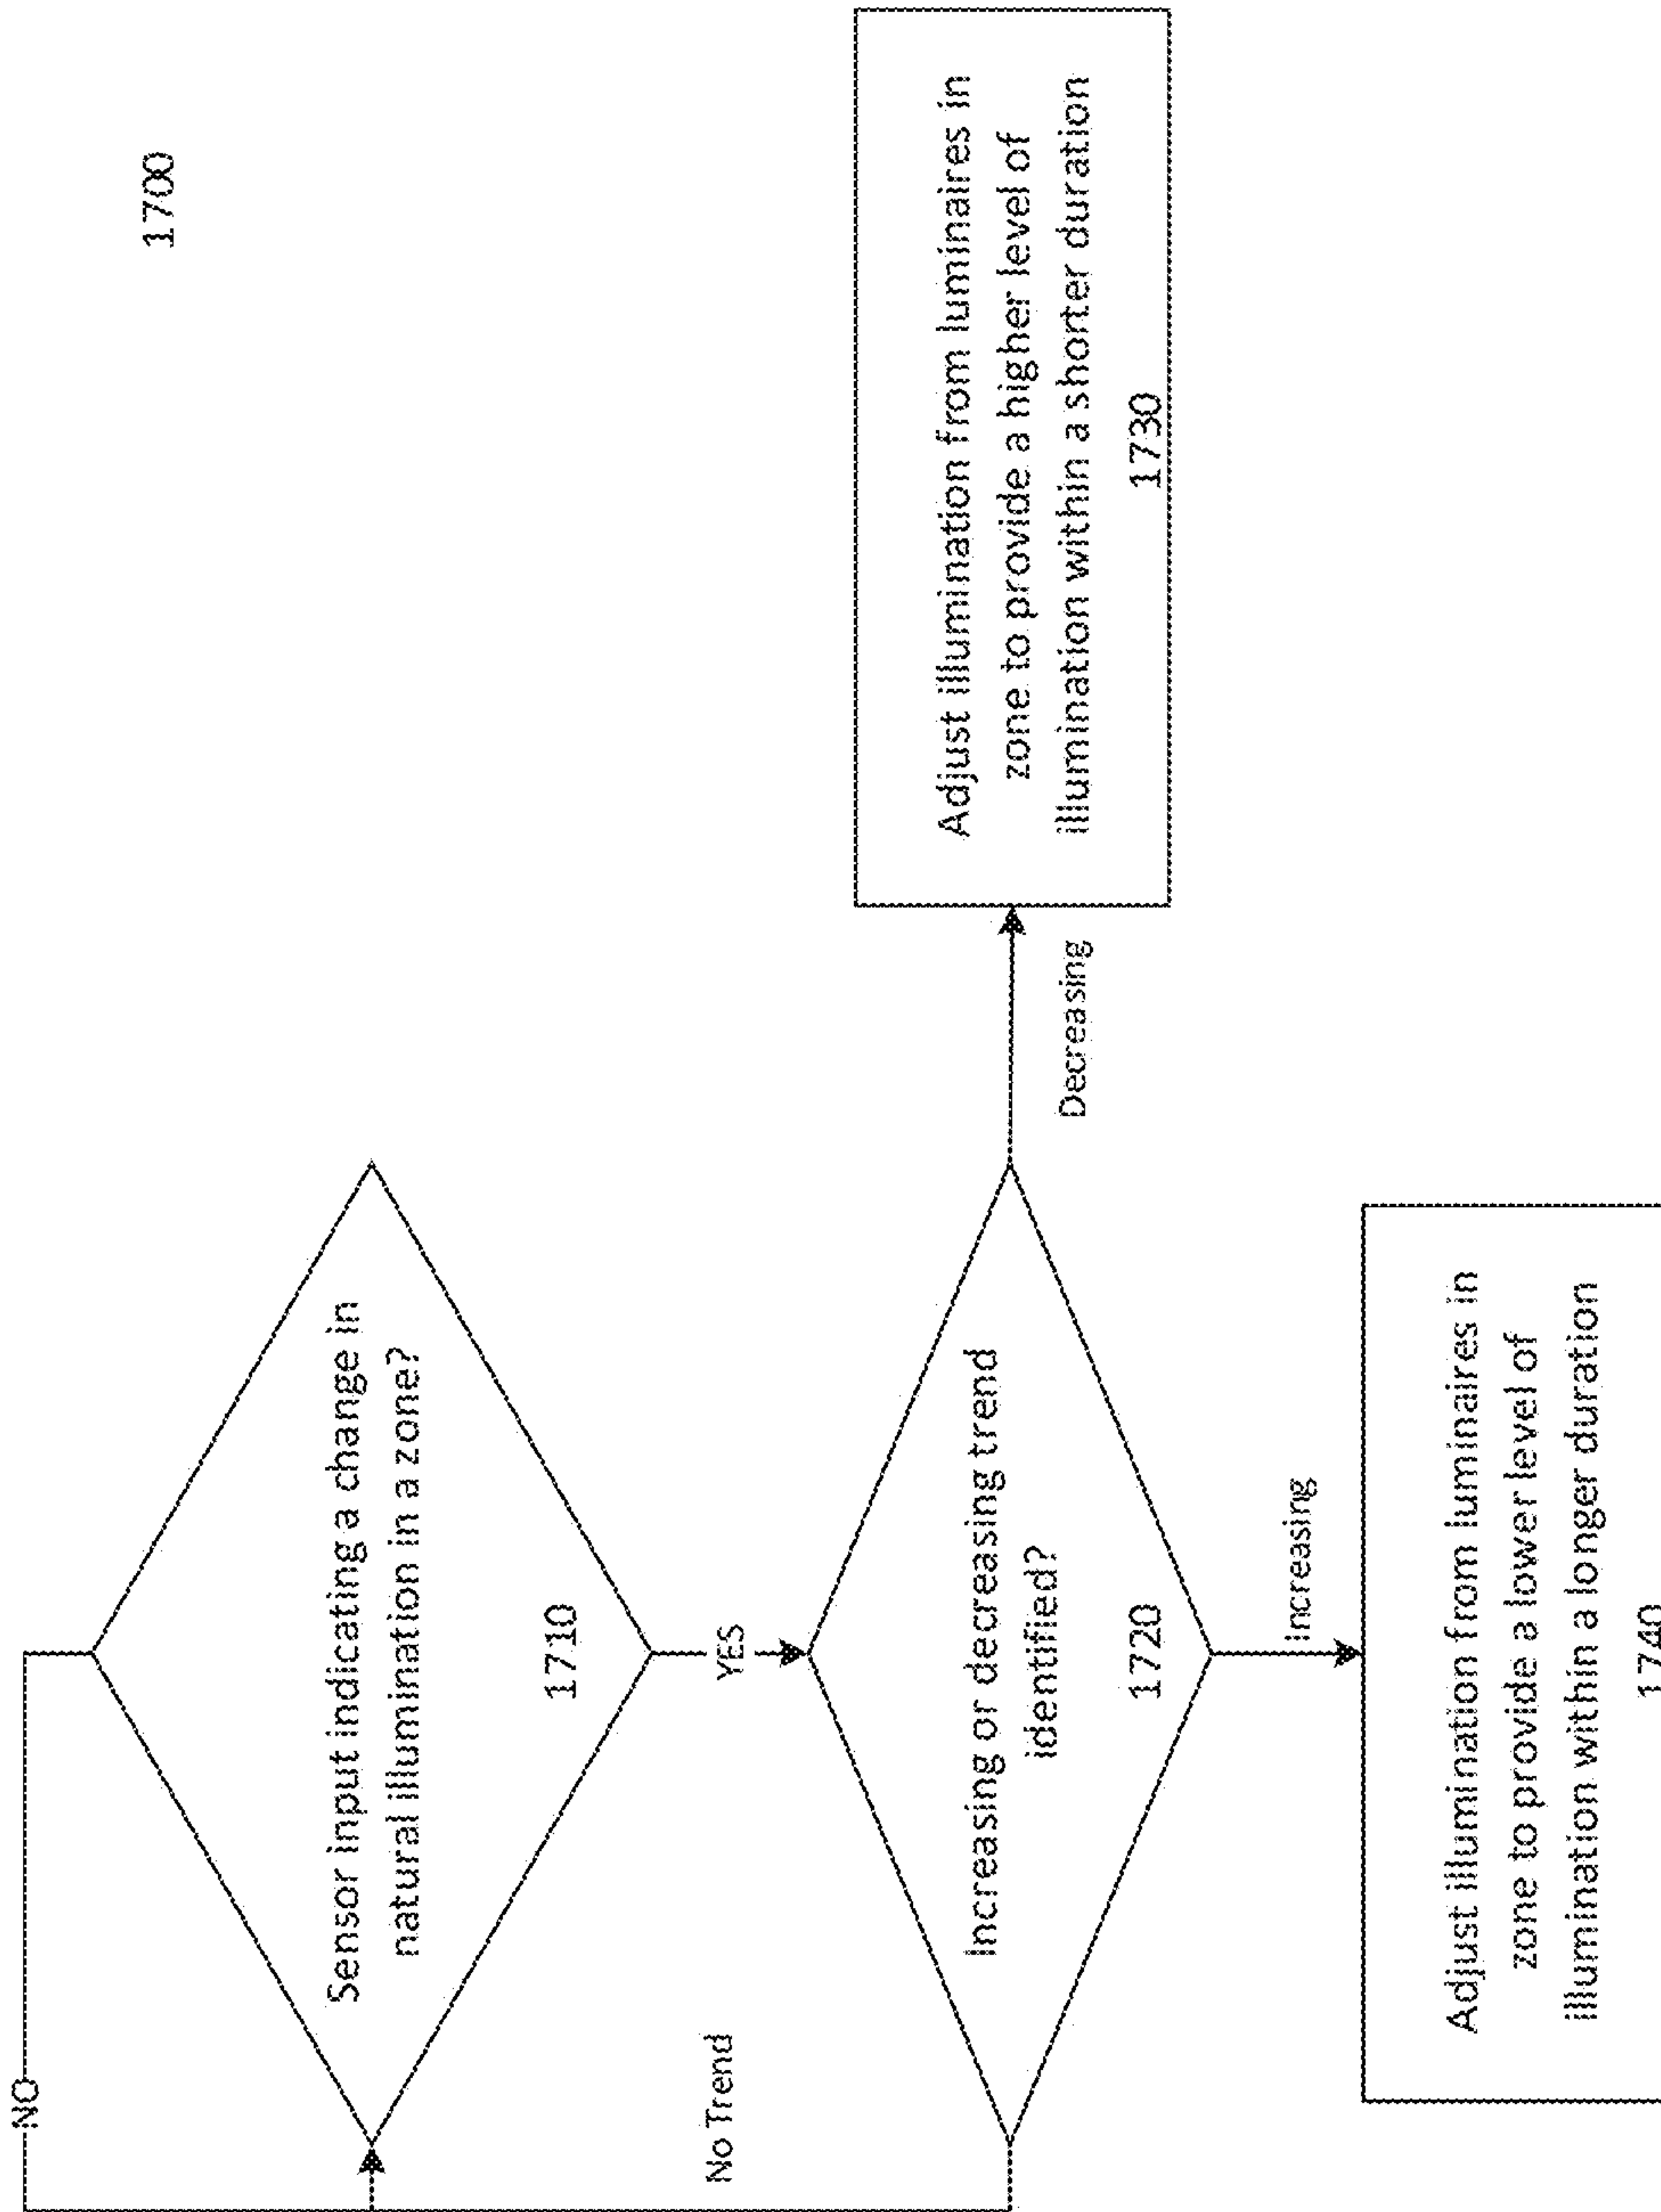 1700
NO
Sensor input indicating a change in
natural illumination in a zone?
1710
YES
No Trend
Increasing or decreasing trend
identified?
1720
Decreasing
Adjust illumination from luminaires in
zone to provide a higher level of
illumination within a shorter duration
1730
Increasing
Adjust illumination from luminaires in
zone to provide a lower level of
illumination within a longer duration
1740